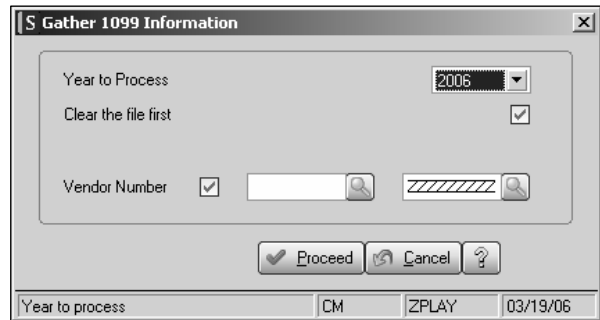 S Gather 1099 Information
Year to Process 2006
Clear the file first
Vendor Number ZZZZZZZZZ
Proceed Cancel ?
Year to process CM ZPLAY 03/19/06